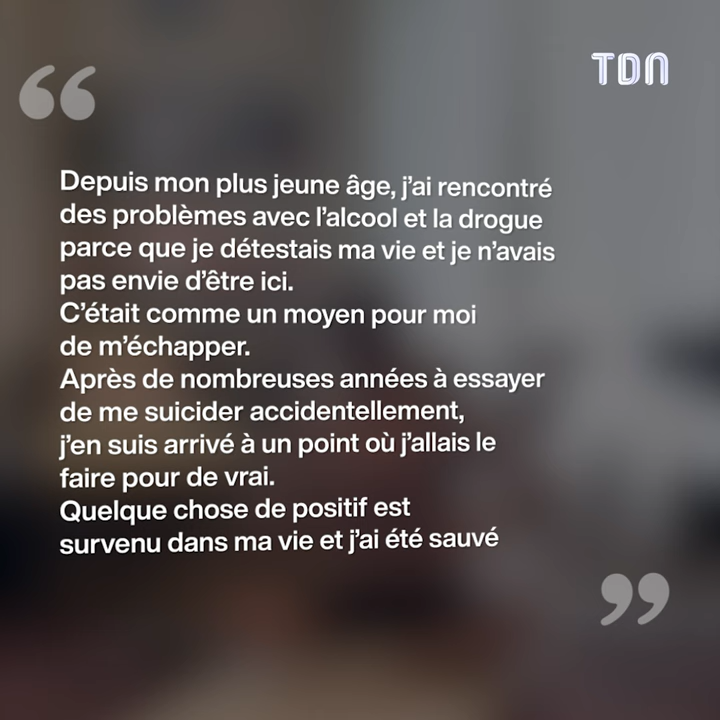 TDN
Depuis mon plus jeune âge, j'ai rencontré
des problèmes avec l'alcool et la drogue
parce que je détestais ma vie et je n'avais
pas envie d'être ici.
C'était comme un moyen pour moi
de m'échapper.
Après de nombreuses années à essayer
de me suicider accidentellement,
j'en suis arrivé à un point où j'allais le
faire pour de vrai.
Quelque chose de positif est
survenu dans ma vie et j'ai été sauvé